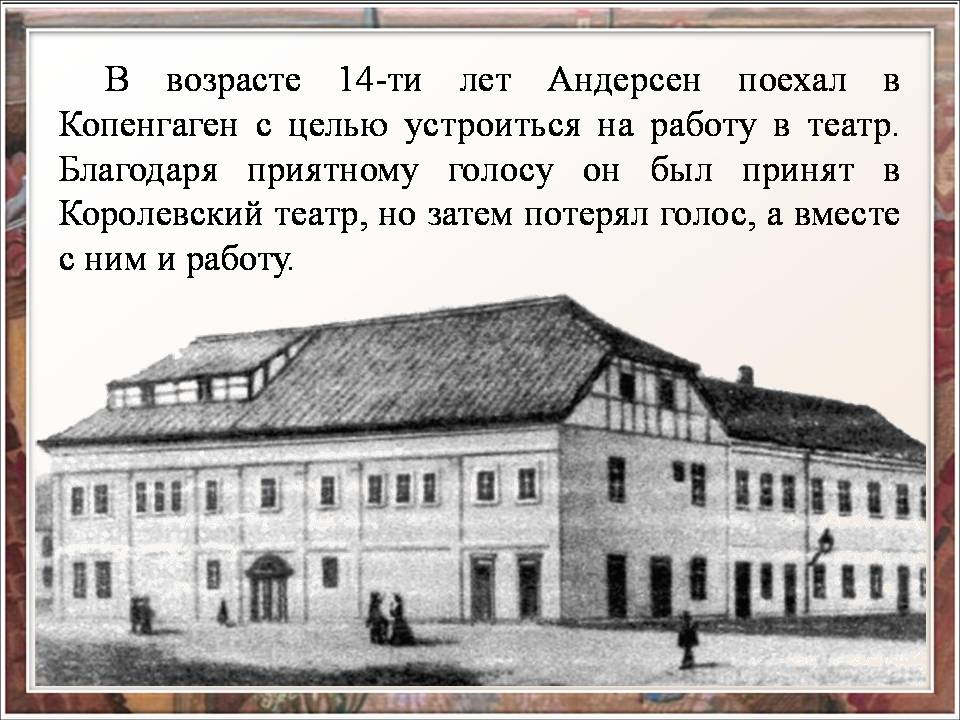 В возрасте 14-ти лет Андерсен поехал в
Копенгаген с целью устроиться на работу в театр.
Благодаря приятному голосу он был принят в
Королевский театр, но затем потерял голос, а вместе
с ним и работу.